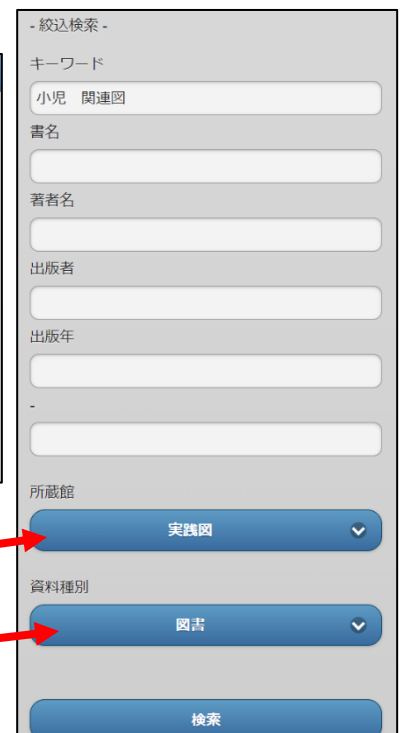 - 絞込検索 -
キーワード
小児　関連図
書名
著者名
出版者
出版年
-
所蔵館
実践図
資料種別
図書
検索